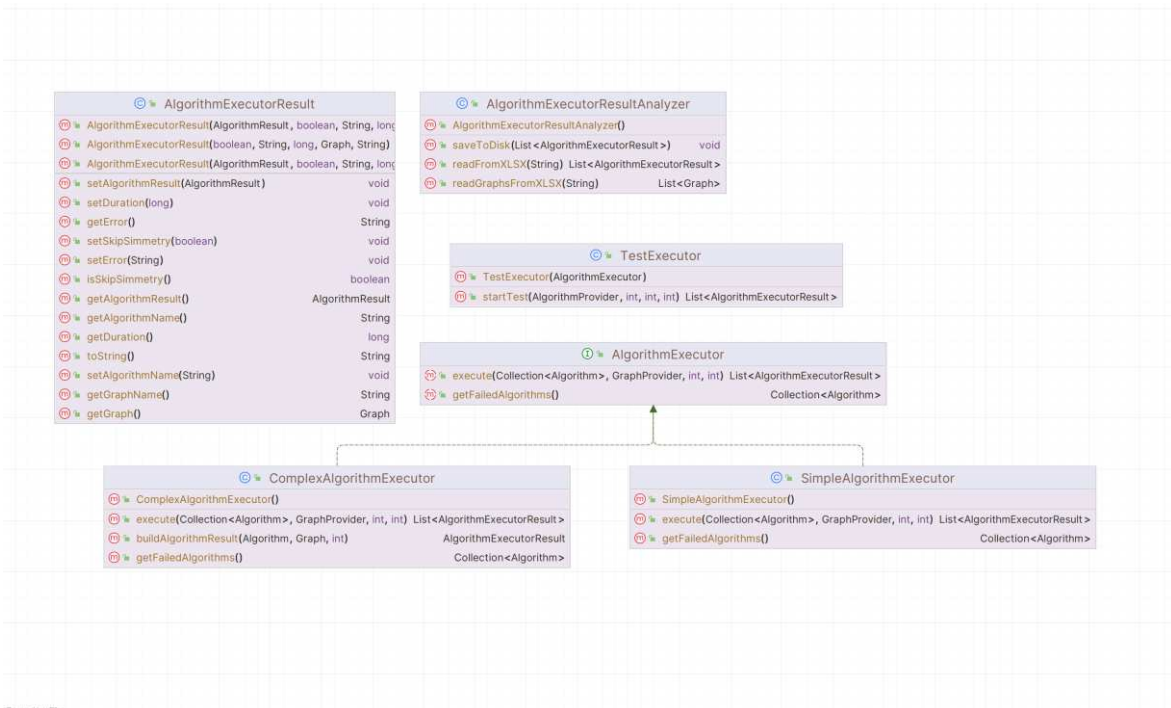 AlgorithmExecutorResult
AlgorithmExecutorResult(AlgorithmResult, boolean, String, long
AlgorithmExecutorResult(boolean, String, long, Graph, String)
AlgorithmExecutorResult(AlgorithmResult, boolean, String, long
setAlgorithmResult(AlgorithmResult) void
setDuration(long) void
getError() String
setSkipSimmetry(boolean) void
setError(String) void
isSkipSimmetry() boolean
getAlgorithmResult() AlgorithmResult
getAlgorithmName() String
getDuration() long
toString() String
setAlgorithmName(String) void
getGraphName() String
getGraph() Graph
AlgorithmExecutorResultAnalyzer
AlgorithmExecutorResultAnalyzer()
saveToDisk(List<AlgorithmExecutorResult>) void
readFromXLSX(String) List<AlgorithmExecutorResult>
readGraphsFromXLSX(String) List<Graph>
TestExecutor
TestExecutor(AlgorithmExecutor)
startTest(AlgorithmProvider, int, int, int) List<AlgorithmExecutorResult>
AlgorithmExecutor
execute(Collection<Algorithm>, GraphProvider, int, int) List<AlgorithmExecutorResult>
getFailedAlgorithms() Collection<Algorithm>
ComplexAlgorithmExecutor
ComplexAlgorithmExecutor()
execute(Collection<Algorithm>, GraphProvider, int, int) List<AlgorithmExecutorResult>
buildAlgorithmResult(Algorithm, Graph, int) AlgorithmExecutorResult
getFailedAlgorithms() Collection<Algorithm>
SimpleAlgorithmExecutor
SimpleAlgorithmExecutor()
execute(Collection<Algorithm>, GraphProvider, int, int) List<AlgorithmExecutorResult>
getFailedAlgorithms() Collection<Algorithm>